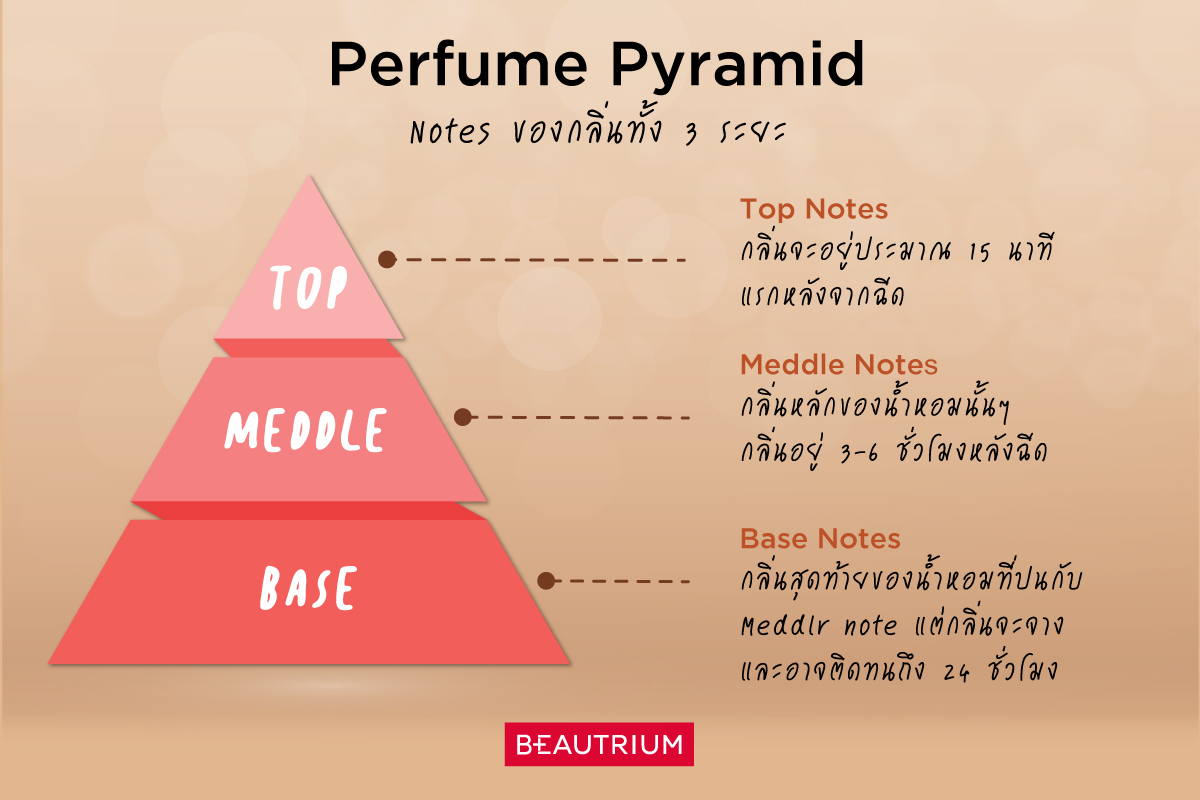 Perfume Pyramid
Notes ของกลิ่นทั้ง 3 ระยะ
TOP
Top Notes
กลิ่นจะอยู่ประมาณ 15 นาที
แรกหลังจากฉีด
MEDDLE
Meddle Notes
กลิ่นหลักของน้ำหอมนั้นๆ
กลิ่นอยู่ 3-6 ชั่วโมงหลังฉีด
BASE
Base Notes
กลิ่นสุดท้ายของน้ำหอมที่ปนกับ
Meddlr note แต่กลิ่นจะจาง
และอาจติดทนถึง 24 ชั่วโมง
BEAUTRIUM